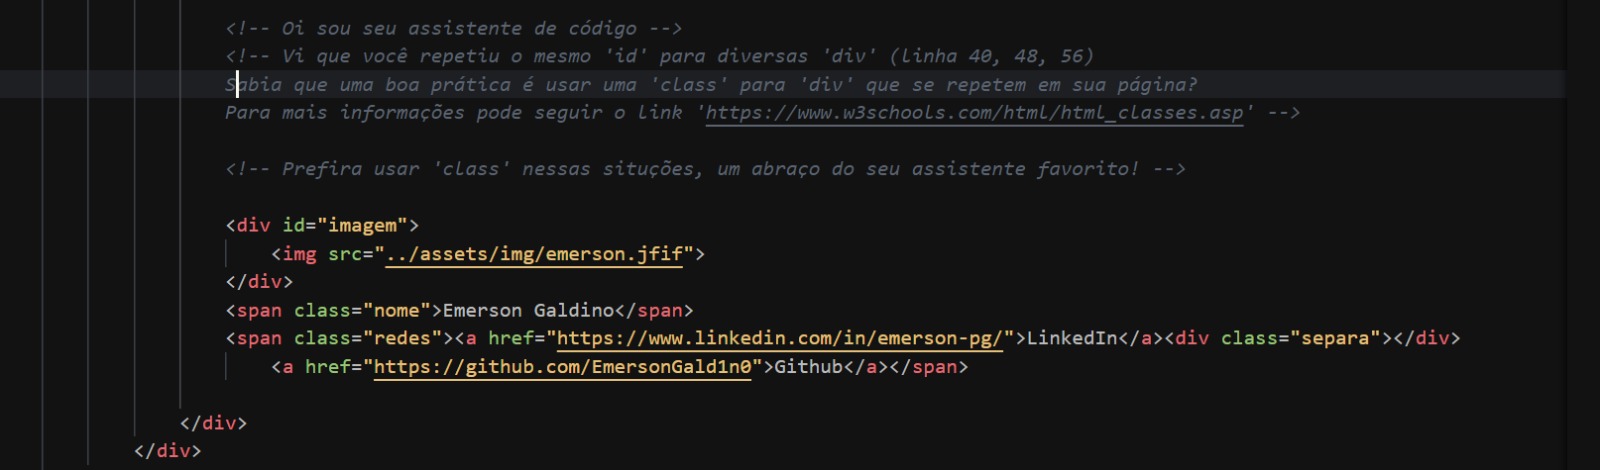 <!-- Oi sou seu assistente de código -->
<!-- Vi que você repetiu o mesmo 'id' para diversas 'div' (linha 40, 48, 56)
Sabia que uma boa prática é usar uma 'class' para 'div' que se repetem em sua página?
Para mais informações pode seguir o link 'https://www.w3schools.com/html/html_classes.asp' -->
<!-- Prefira usar 'class' nessas situções, um abraço do seu assistente favorito! -->
<div id="imagem">
<img src="../assets/img/emerson.jfif">
</div>
<span class="nome">Emerson Galdino</span>
<span class="redes"><a href="https://www.linkedin.com/in/emerson-pg/">LinkedIn</a><div class="separa"></div>
<a href="https://github.com/EmersonGald1n0">Github</a></span>
</div>
</div>